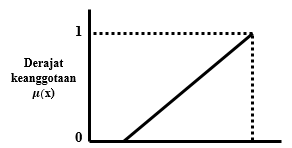 1
Derajat
keanggotaan
μ(x)
0